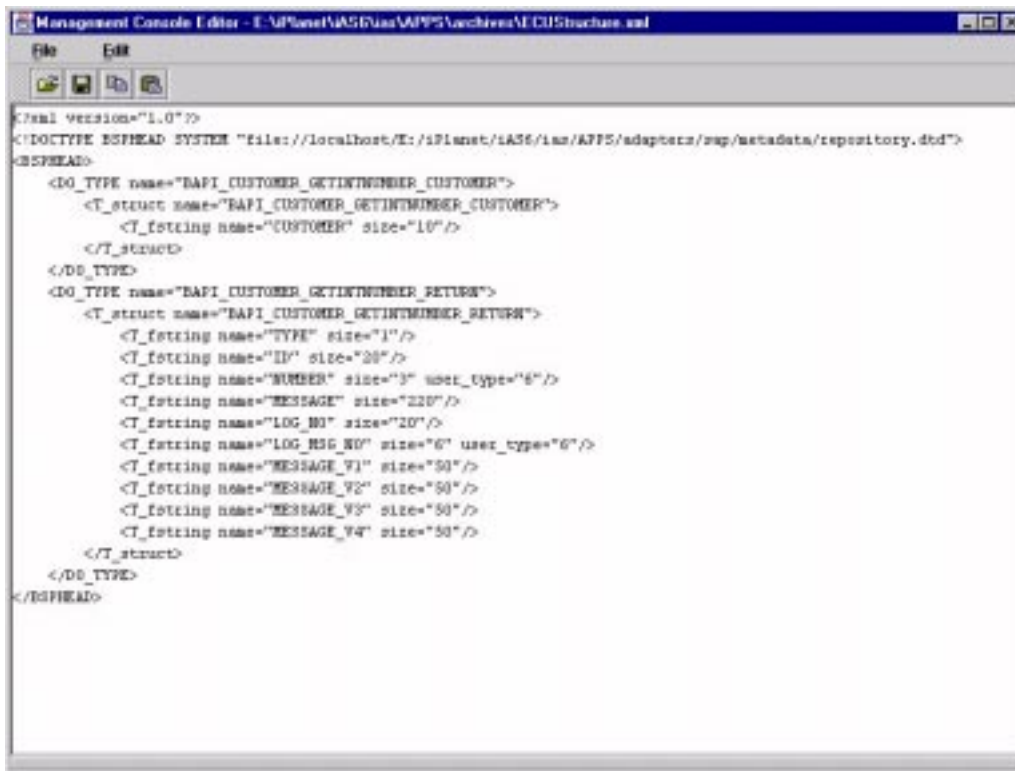 Management Console Editor - E:\iPlanet\iAS6\ias\APPS\archives\ECUStructure.xml
File Edit
<?xml version="1.0"?>
<!DOCTYPE BSPHEAD SYSTEM "file://localhost/E:/iPlanet/iAS6/ias/APPS/adapters/sap/metadata/repository.dtd">
<BSPHEAD>
<DO_TYPE name="BAPI_CUSTOMER_GETINTNUMBER_CUSTOMER">
<T_struct name="BAPI_CUSTOMER_GETINTNUMBER_CUSTOMER">
<T_fstring name="CUSTOMER" size="10"/>
</T_struct>
</DO_TYPE>
<DO_TYPE name="BAPI_CUSTOMER_GETINTNUMBER_RETURN">
<T_struct name="BAPI_CUSTOMER_GETINTNUMBER_RETURN">
<T_fstring name="TYPE" size="1"/>
<T_fstring name="ID" size="20"/>
<T_fstring name="NUMBER" size="3" user_type="6"/>
<T_fstring name="MESSAGE" size="220"/>
<T_fstring name="LOG_NO" size="20"/>
<T_fstring name="LOG_MSG_NO" size="6" user_type="6"/>
<T_fstring name="MESSAGE_V1" size="50"/>
<T_fstring name="MESSAGE_V2" size="50"/>
<T_fstring name="MESSAGE_V3" size="50"/>
<T_fstring name="MESSAGE_V4" size="50"/>
</T_struct>
</DO_TYPE>
</BSPHEAD>